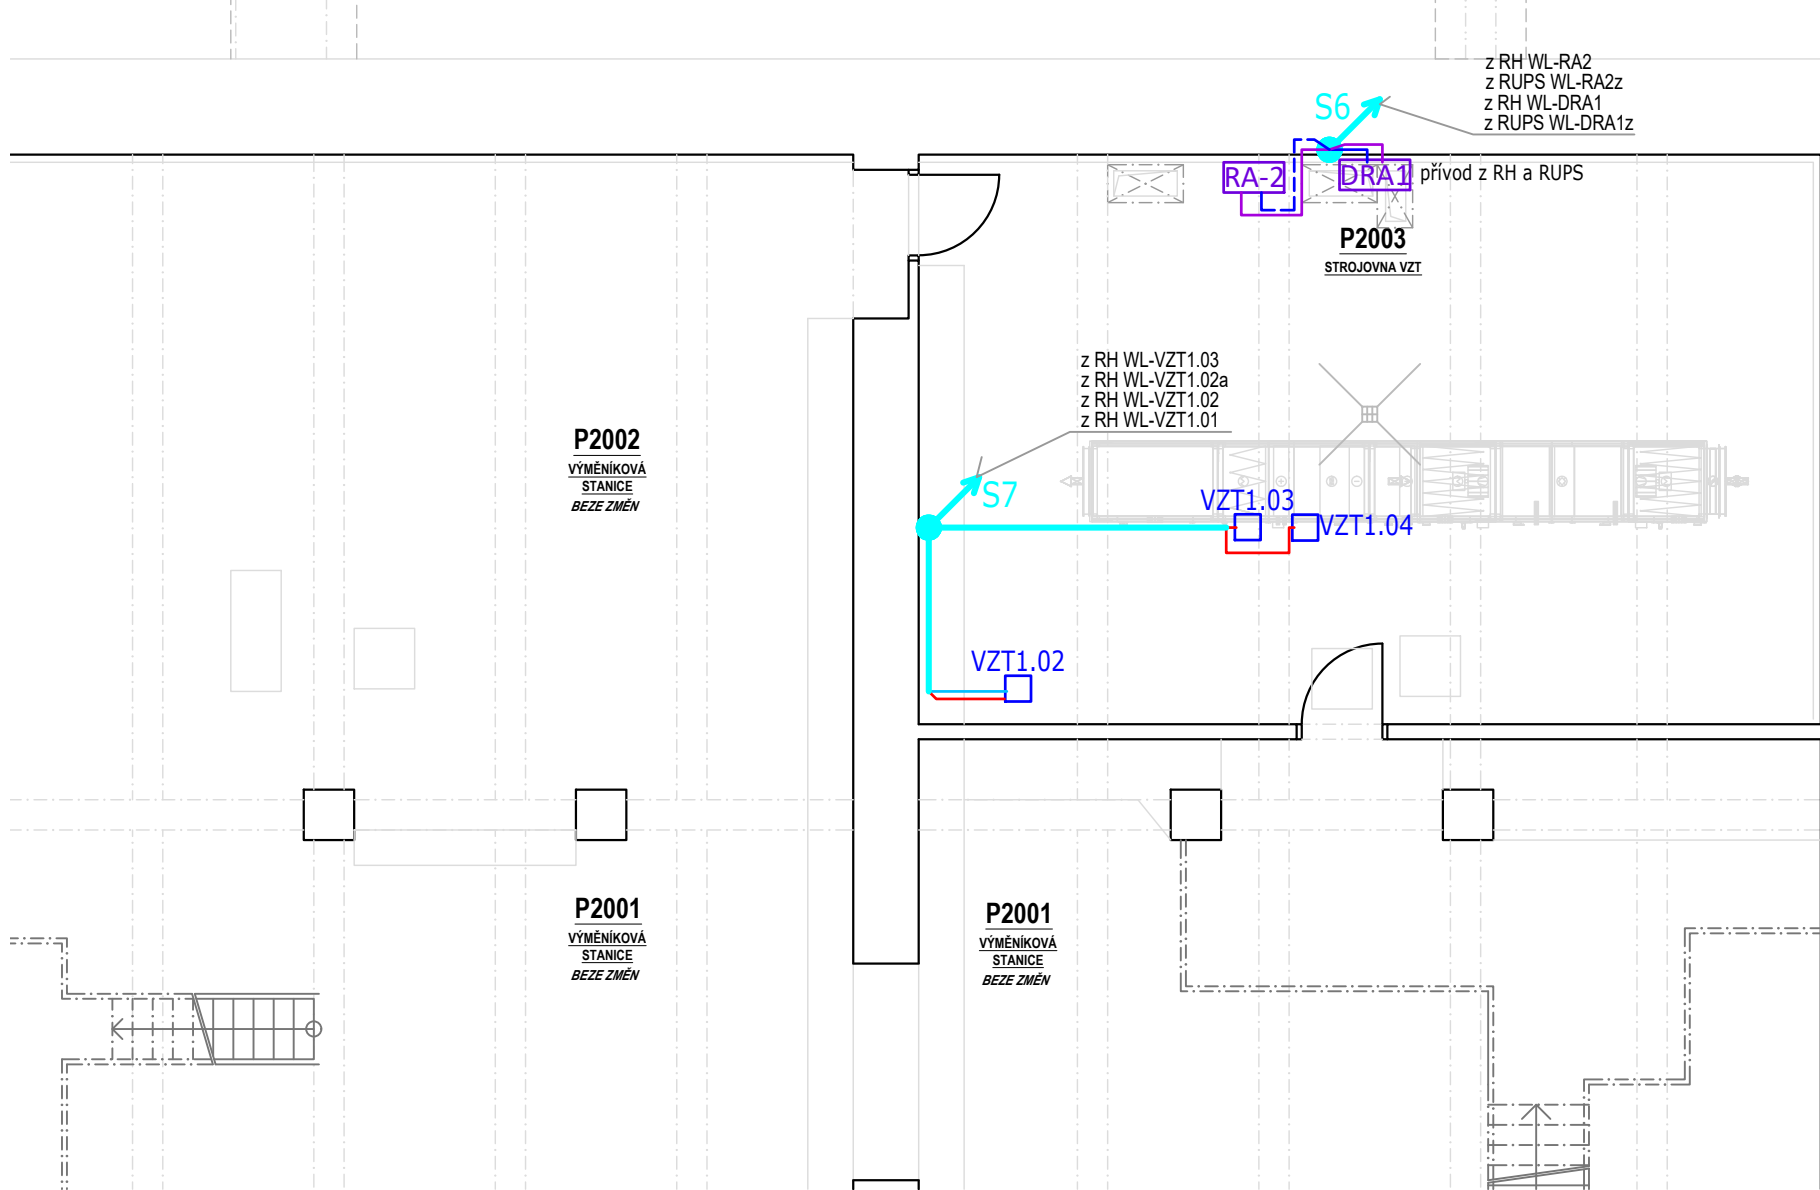 z RH WL-RA2
z RUPS WL-RA2z
z RH WL-DRA1
z RUPS WL-DRA1z
S6
RA-2
DRA1
přívod z RH a RUPS
P2003
STROJOVNA VZT
z RH WL-VZT1.03
z RH WL-VZT1.02a
z RH WL-VZT1.02
z RH WL-VZT1.01
P2002
VÝMĚNÍKOVÁ
STANICE
BEZE ZMĚN
S7
VZT1.03
VZT1.04
VZT1.02
P2001
VÝMĚNÍKOVÁ
STANICE
BEZE ZMĚN
P2001
VÝMĚNÍKOVÁ
STANICE
BEZE ZMĚN